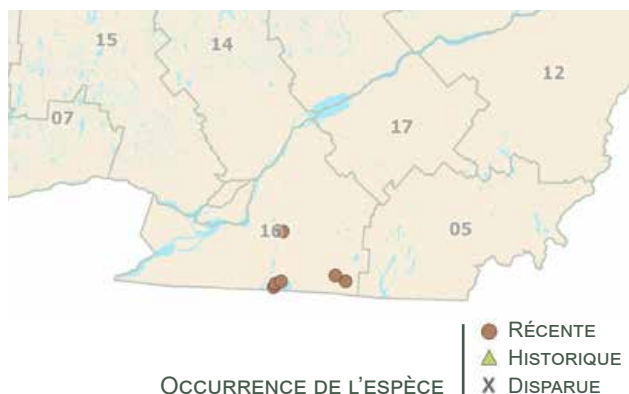 15
14
12
07
17
16
05
RÉCENTE
HISTORIQUE
OCCURRENCE DE L'ESPÈCE
DISPARUE